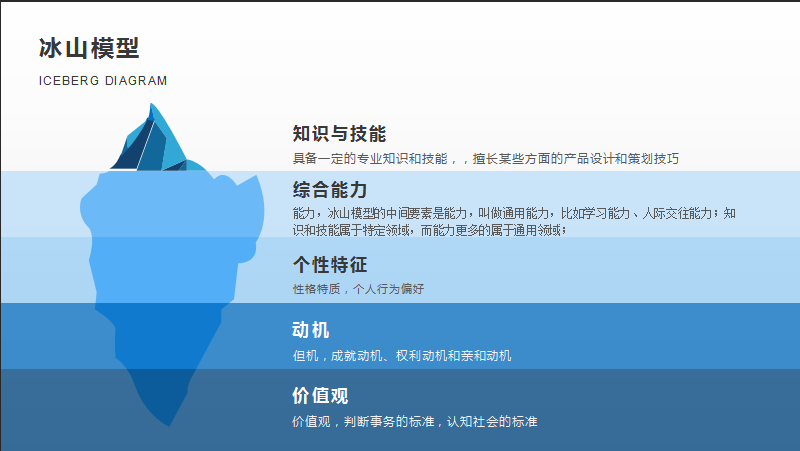 冰山模型
ICEBERG DIAGRAM
知识与技能
具备一定的专业知识和技能，，擅长某些方面的产品设计和策划技巧
综合能力
能力，冰山模型的中间要素是能力，叫做通用能力，比如学习能力、人际交往能力；知
识和技能属于特定领域，而能力更多的属于通用领域；
个性特征
性格特质，个人行为偏好
动机
但机，成就动机、权利动机和亲和动机
价值观
价值观，判断事务的标准，认知社会的标准